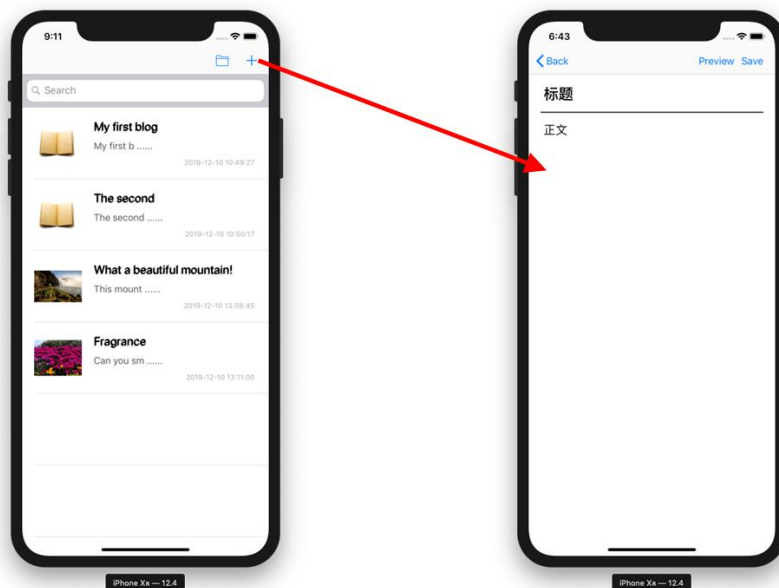 9:11
Search
My first blog
My first b ......
2019-12-10 10:49:27
The second
The second ......
2019-12-10 10:50:17
What a beautiful mountain!
This mount ......
2019-12-10 13:08:45
Fragrance
Can you sm ......
2019-12-10 13:11:00
iPhone Xʀ — 12.4
6:43
Back Preview Save
标题
正文
iPhone Xʀ — 12.4